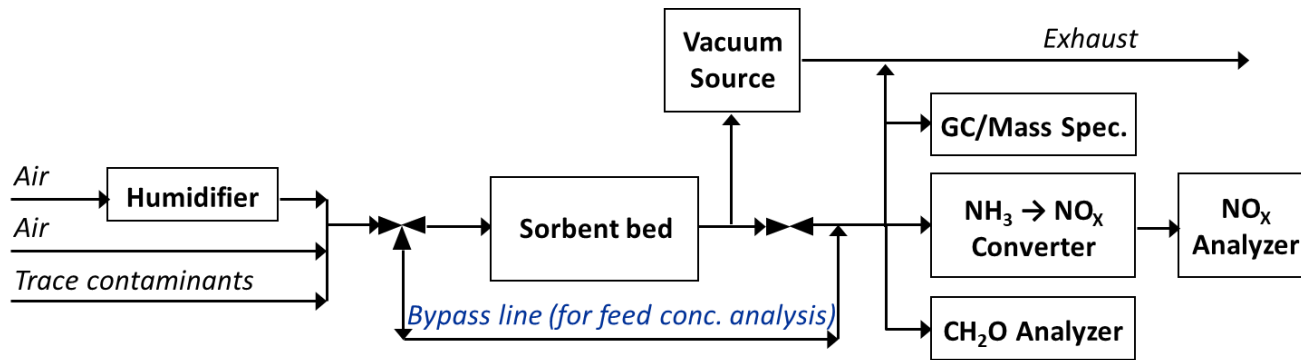 Vacuum
Source
Exhaust
GC/Mass Spec.
Air
Humidifier
Air
Trace contaminants
Sorbent bed
NH₃ → NOₓ
Converter
NOₓ
Analyzer
Bypass line (for feed conc. analysis)
CH₂O Analyzer